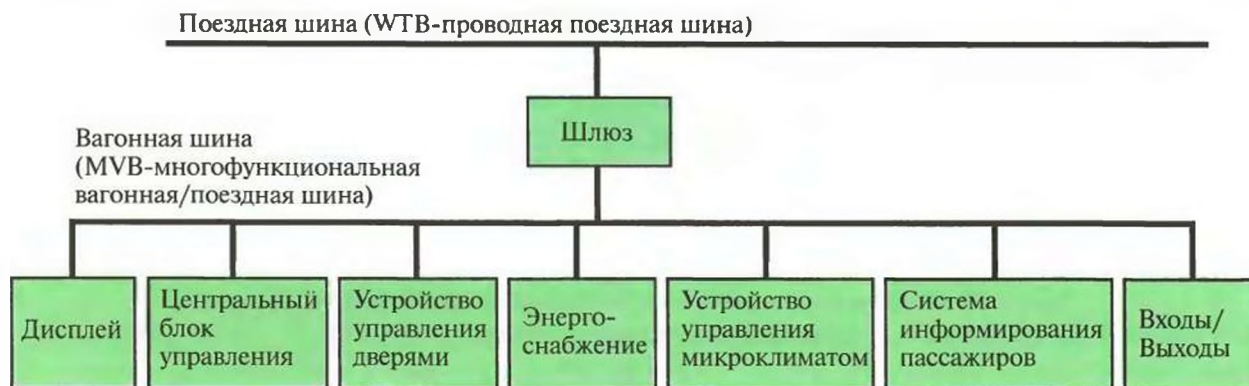 Поездная шина (WTB-проводная поездная шина)
Шлюз
Вагонная шина
(MVB-многофункциональная
вагонная/поездная шина)
Дисплей
Центральный
блок
управления
Устройство
управления
дверями
Энерго-
снабжение
Устройство
управления
микроклиматом
Система
информирования
пассажиров
Входы/
Выходы